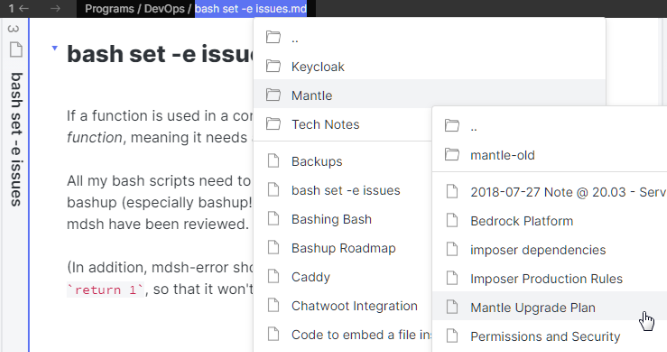 1 ← → Programs / DevOps / bash set -e issues.md
3
bash set -e issues
bash set -e issu
If a function is used in a co
function, meaning it needs
All my bash scripts need to
bashup (especially bashup!
mdsh have been reviewed.
(In addition, mdsh-error sho
`return 1`, so that it won't
..
Keycloak
Mantle
Tech Notes
Backups
bash set -e issues
Bashing Bash
Bashup Roadmap
Caddy
Chatwoot Integration
Code to embed a file ins
..
mantle-old
2018-07-27 Note @ 20.03 - Serv
Bedrock Platform
imposer dependencies
Imposer Production Rules
Mantle Upgrade Plan
Permissions and Security